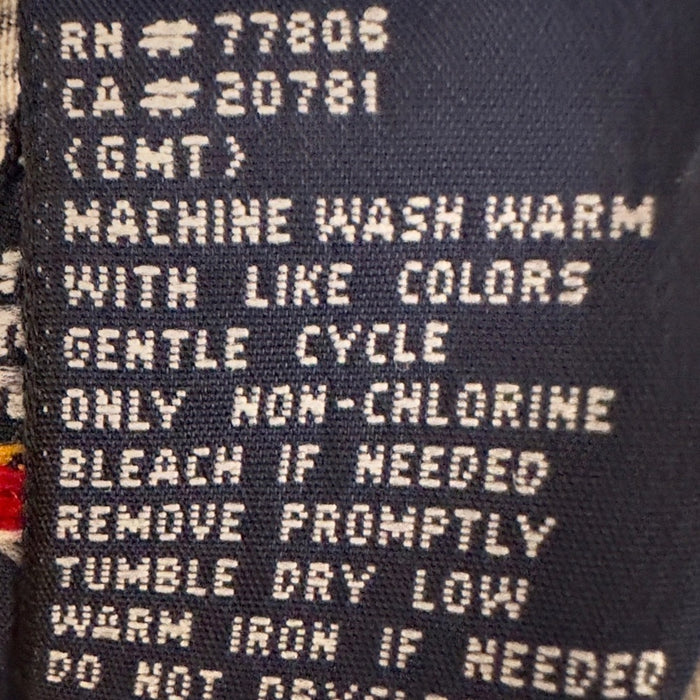 RN # 77806
CA # 20781
<GMT>
MACHINE WASH WARM
WITH LIKE COLORS
GENTLE CYCLE
ONLY NON-CHLORINE
BLEACH IF NEEDED
REMOVE PROMPTLY
TUMBLE DRY LOW
WARM IRON IF NEEDED
DO NOT